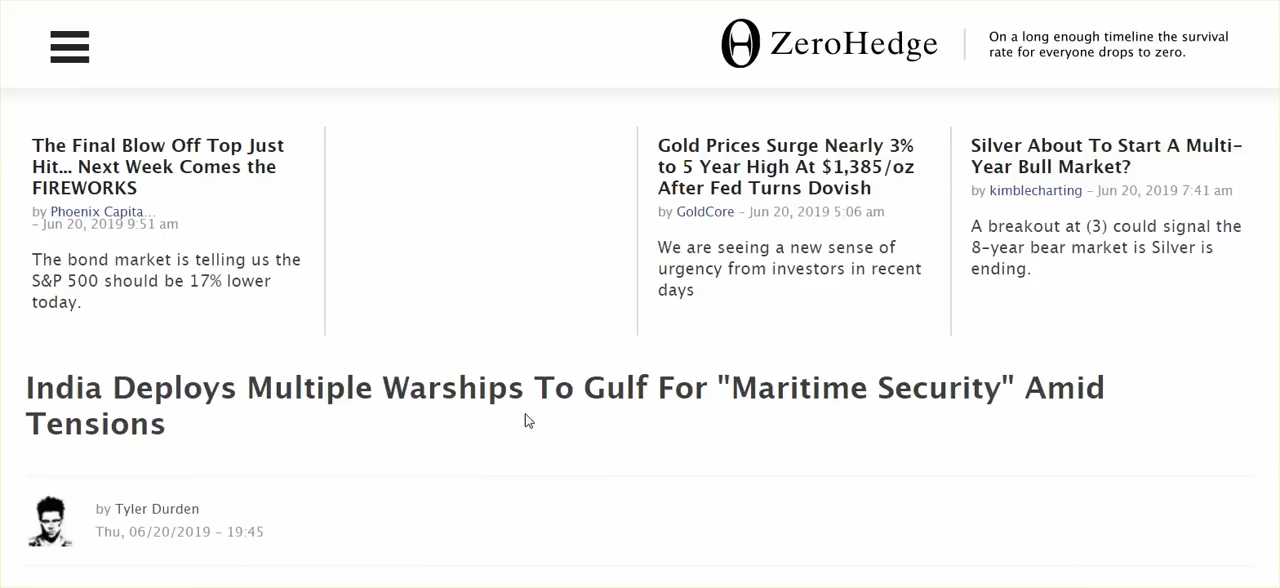 ZeroHedge
On a long enough timeline the survival
rate for everyone drops to zero.
The Final Blow Off Top Just
Hit... Next Week Comes the
FIREWORKS
by Phoenix Capita...
- Jun 20, 2019 9:51 am
The bond market is telling us the
S&P 500 should be 17% lower
today.
Gold Prices Surge Nearly 3%
to 5 Year High At $1,385/oz
After Fed Turns Dovish
by GoldCore - Jun 20, 2019 5:06 am
We are seeing a new sense of
urgency from investors in recent
days
Silver About To Start A Multi-
Year Bull Market?
by kimblecharting - Jun 20, 2019 7:41 am
A breakout at (3) could signal the
8-year bear market is Silver is
ending.
India Deploys Multiple Warships To Gulf For "Maritime Security" Amid
Tensions
by Tyler Durden
Thu, 06/20/2019 - 19:45